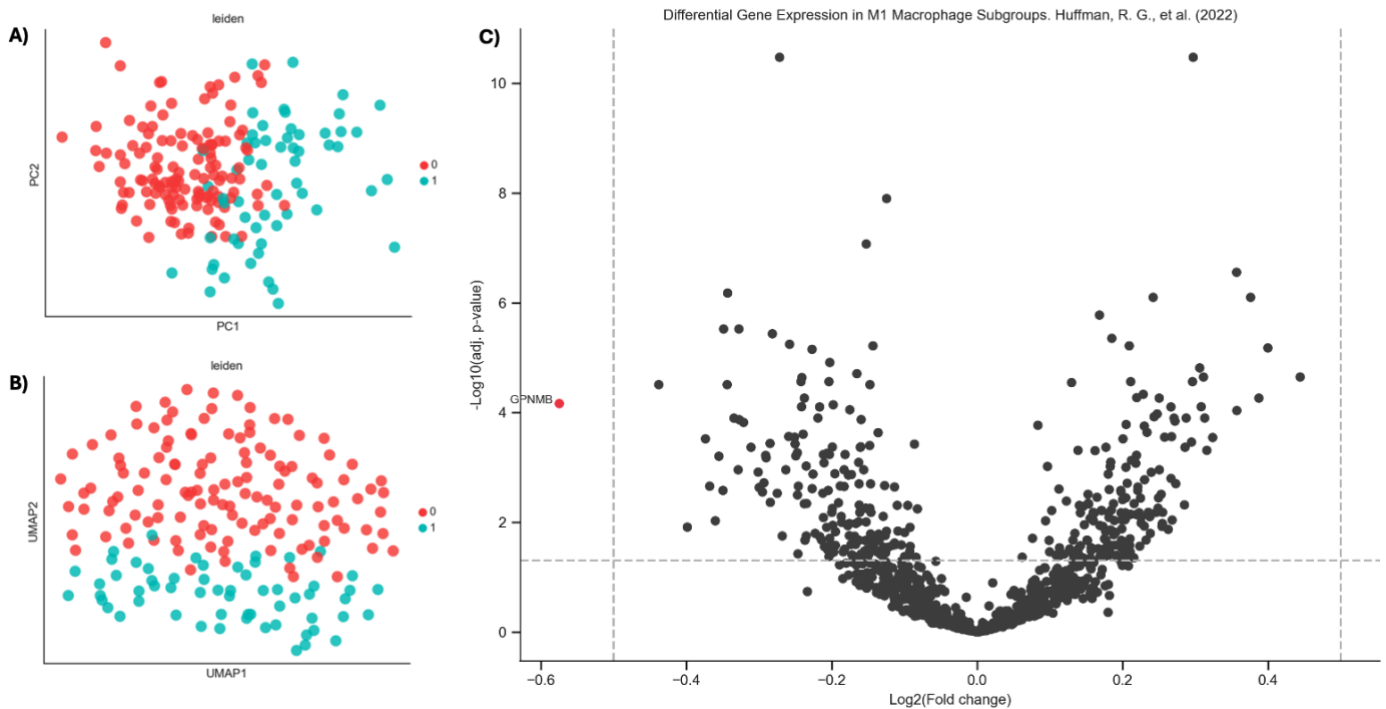 A)
leiden
PC2
PC1
0
1
B)
leiden
UMAP2
UMAP1
0
1
C)
Differential Gene Expression in M1 Macrophage Subgroups. Huffman, R. G., et al. (2022)
-Log10(adj. p-value)
10
8
6
4
2
0
GPNMB
−0.6 −0.4 −0.2 0.0 0.2 0.4
Log2(Fold change)